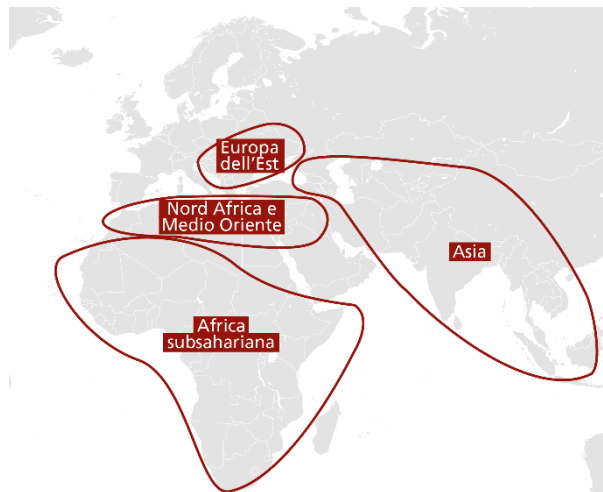 Europa
dell'Est
Nord Africa e
Medio Oriente
Asia
Africa
subsahariana